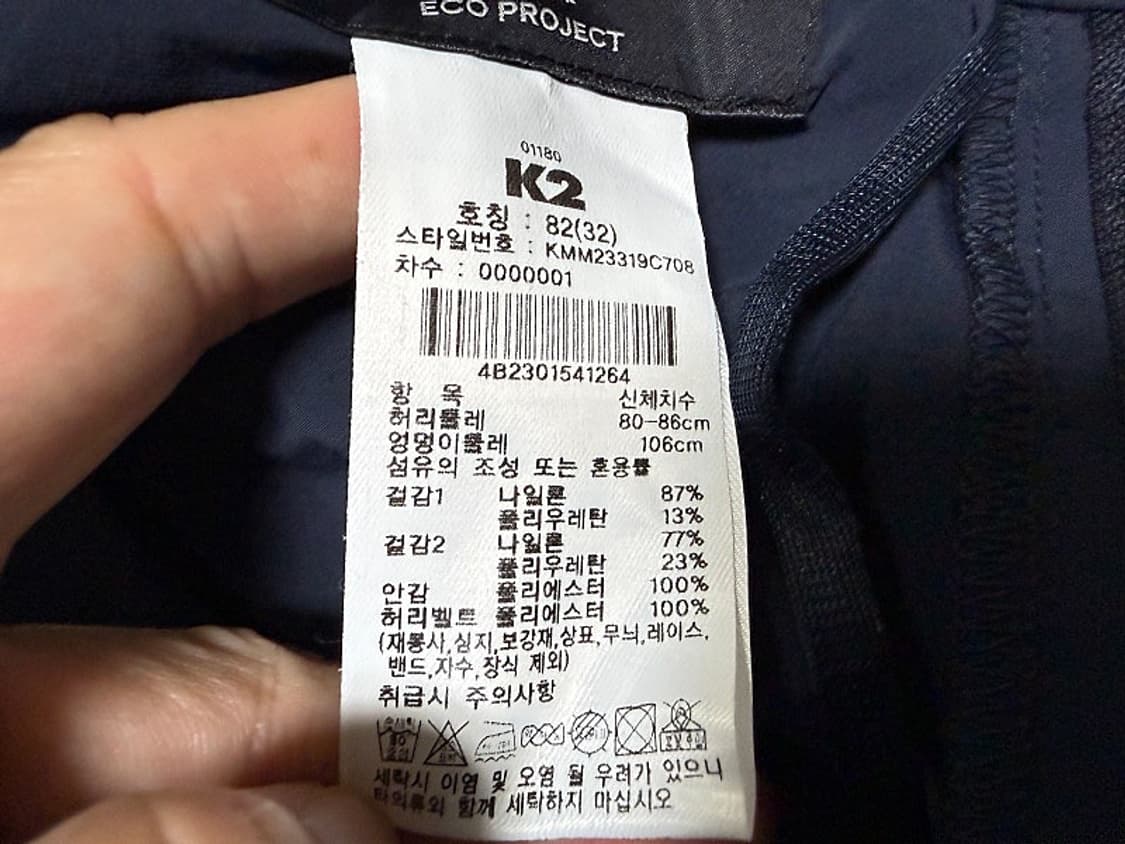 ECO PROJECT
01180
K2
호칭 : 82(32)
스타일번호 : KMM23319C708
차수 : 0000001
4B2301541264
항 목 신체치수
허리둘레 80-86cm
엉덩이둘레 106cm
섬유의 조성 또는 혼용률
겉감1 나일론 87%
폴리우레탄 13%
겉감2 나일론 77%
폴리우레탄 23%
안감 폴리에스터 100%
허리벨트 폴리에스터 100%
(재봉사,심지,보강재,상표,무늬,레이스,
밴드,자수,장식 제외)
취급시 주의사항
세탁시 이염 및 오염 될 우려가 있으니
타의류와 함께 세탁하지 마십시오